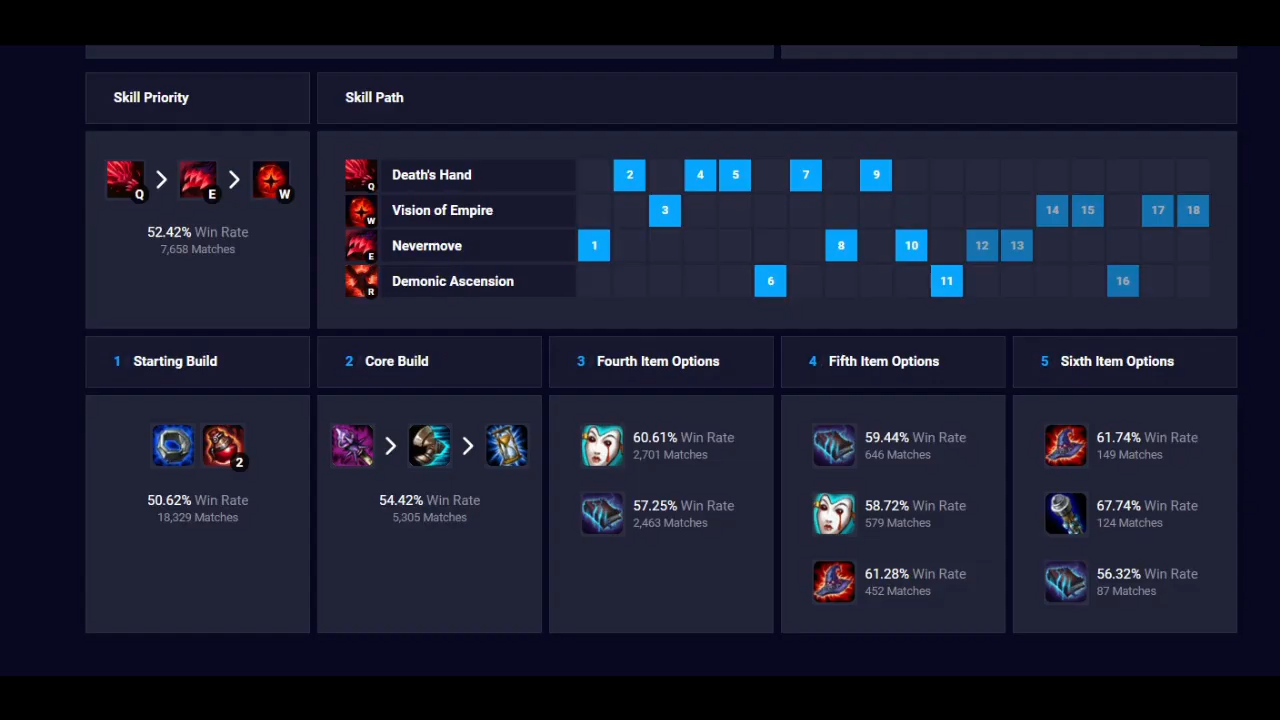 Skill Priority
Skill Path
Q E W
52.42% Win Rate
7,658 Matches
Q Death's Hand 2 4 5 7 9
W Vision of Empire 3 14 15 17 18
E Nevermove 1 8 10 12 13
R Demonic Ascension 6 11 16
1 Starting Build
2
50.62% Win Rate
18,329 Matches
2 Core Build
54.42% Win Rate
5,305 Matches
3 Fourth Item Options
60.61% Win Rate
2,701 Matches
57.25% Win Rate
2,463 Matches
4 Fifth Item Options
59.44% Win Rate
646 Matches
58.72% Win Rate
579 Matches
61.28% Win Rate
452 Matches
5 Sixth Item Options
61.74% Win Rate
149 Matches
67.74% Win Rate
124 Matches
56.32% Win Rate
87 Matches